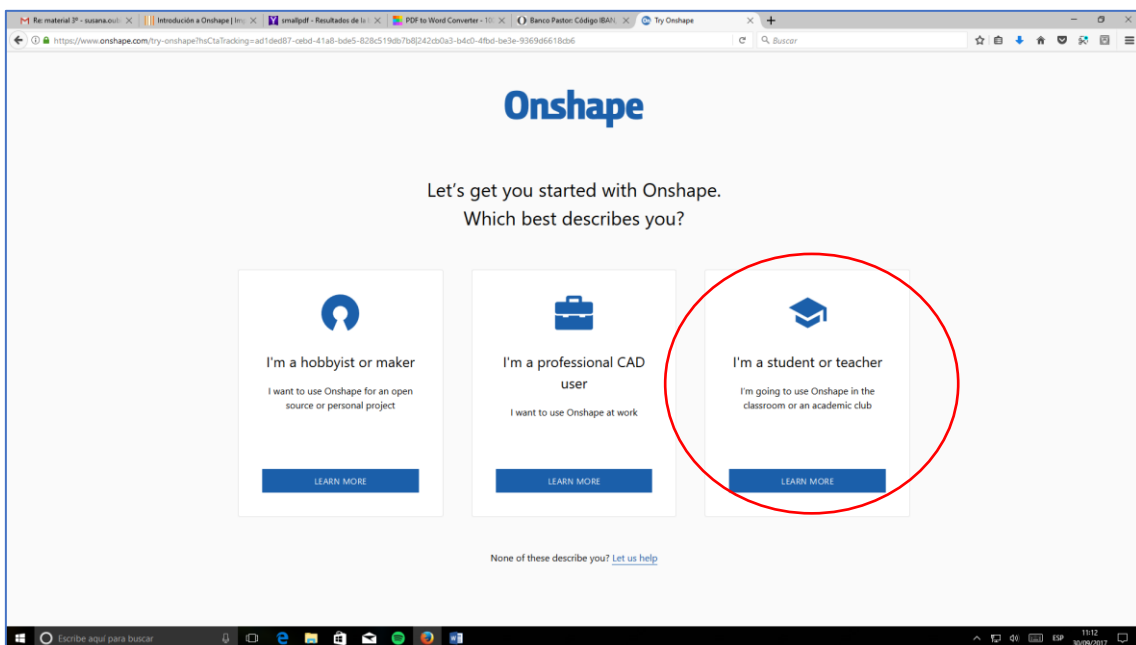 Re: material 3º - susana.outi
Introdución a Onshape | Imp
smallpdf - Resultados de la b
PDF to Word Converter - 10
Banco Pastor: Código IBAN,
Try Onshape
https://www.onshape.com/try-onshape?hsCtaTracking=ad1ded87-cebd-41a8-bde5-828c519db7b8|242cb0a3-b4c0-4fbd-be3e-9369d6618cb6
Buscar
Onshape
Let's get you started with Onshape.
Which best describes you?
I'm a hobbyist or maker
I want to use Onshape for an open
source or personal project
LEARN MORE
I'm a professional CAD
user
I want to use Onshape at work
LEARN MORE
I'm a student or teacher
I'm going to use Onshape in the
classroom or an academic club
LEARN MORE
None of these describe you? Let us help
Escribe aquí para buscar
ESP
11:12
30/09/2017